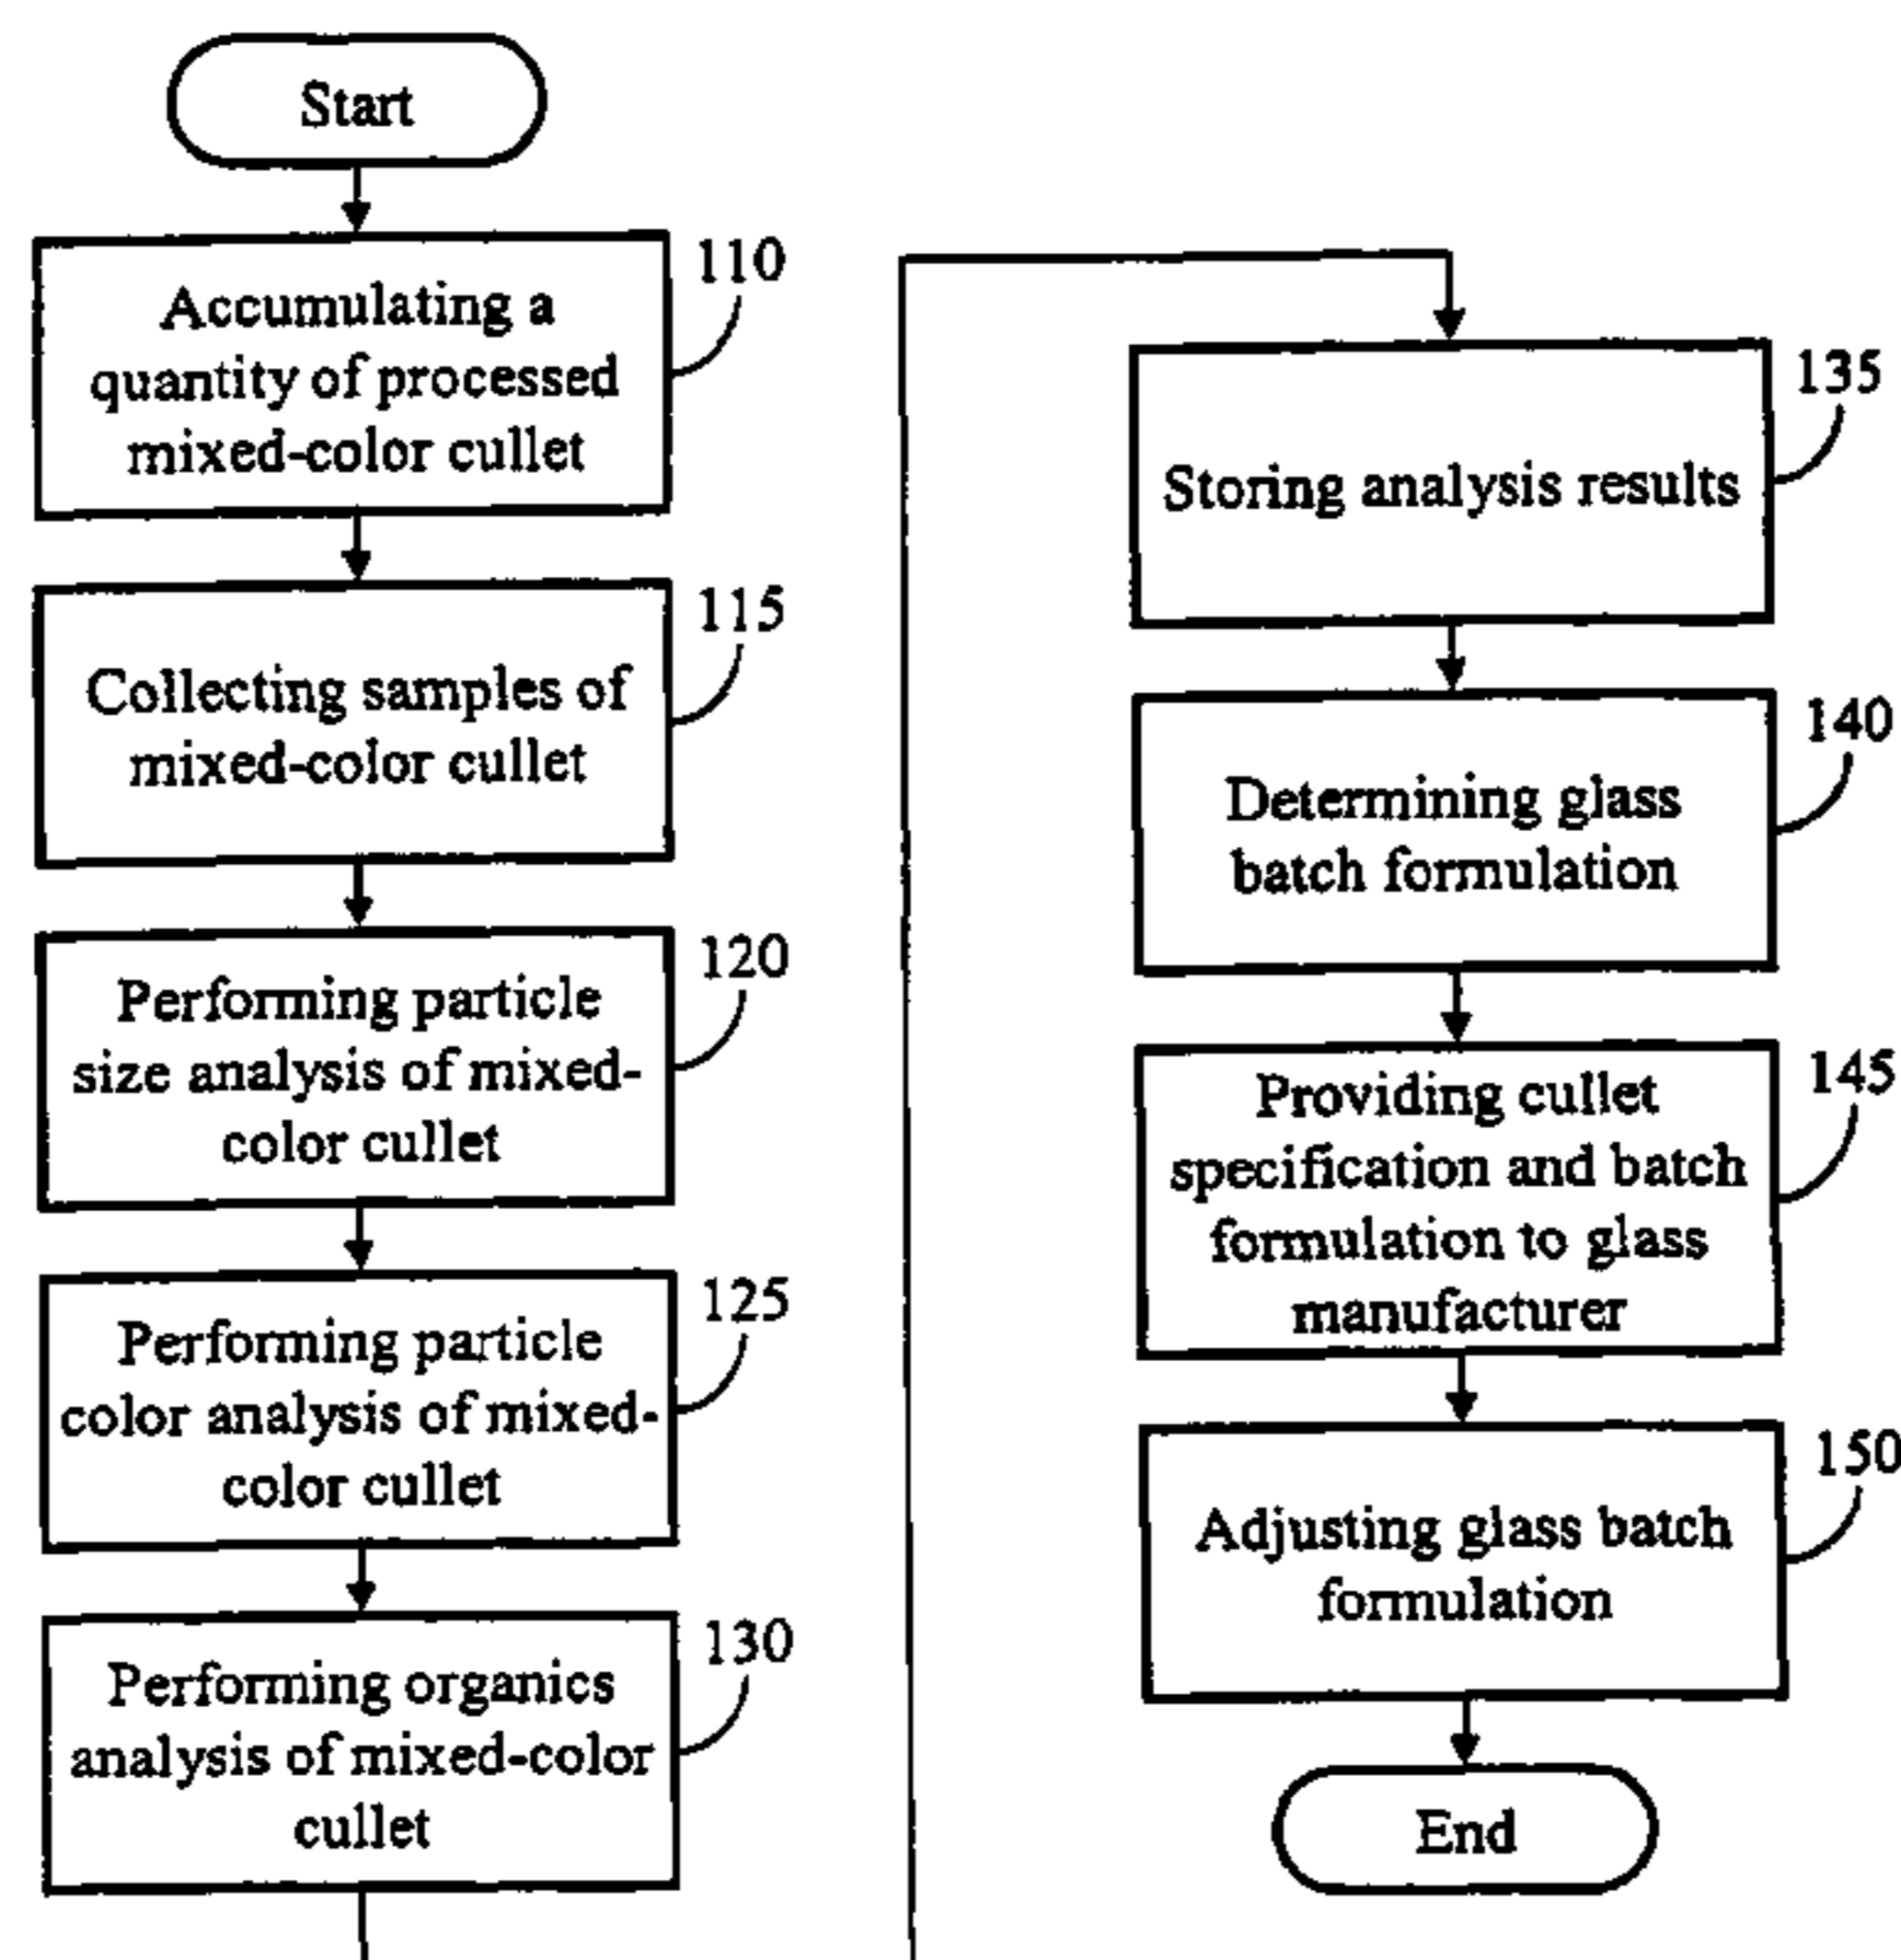 Start
110
Accumulating a
quantity of processed
mixed-color cullet
115
Collecting samples of
mixed-color cullet
120
Performing particle
size analysis of mixed-
color cullet
125
Performing particle
color analysis of mixed-
color cullet
130
Performing organics
analysis of mixed-color
cullet
135
Storing analysis results
140
Determining glass
batch formulation
145
Providing cullet
specification and batch
formulation to glass
manufacturer
150
Adjusting glass batch
formulation
End